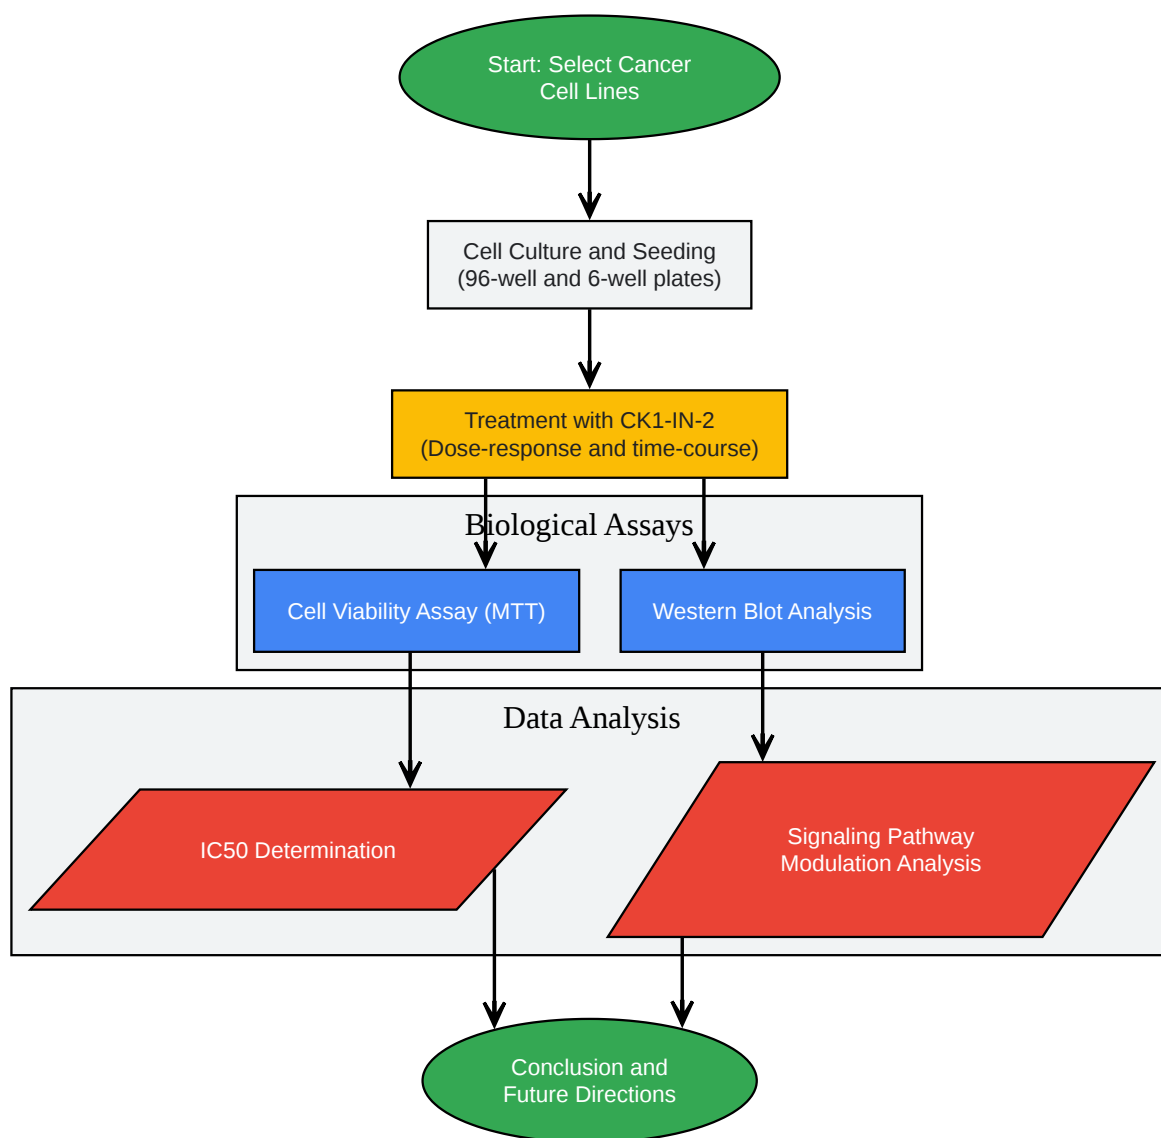 Start: Select Cancer
Cell Lines
Cell Culture and Seeding
(96-well and 6-well plates)
Treatment with CK1-IN-2
(Dose-response and time-course)
Biological Assays
Cell Viability Assay (MTT)
Western Blot Analysis
Data Analysis
IC50 Determination
Signaling Pathway
Modulation Analysis
Conclusion and
Future Directions